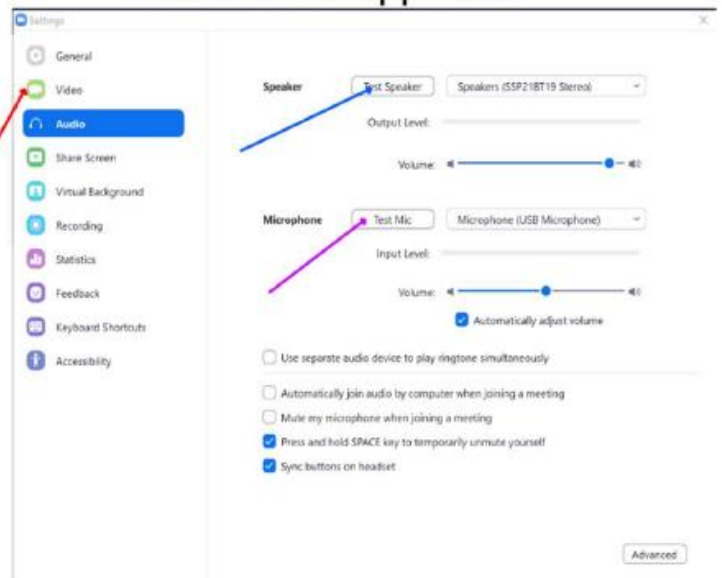 Settings
General
Video
Audio
Share Screen
Virtual Background
Recording
Statistics
Feedback
Keyboard Shortcuts
Accessibility
Speaker Test Speaker Speakers (SSP21BT19 Stereo)
Output Level:
Volume:
Microphone Test Mic Microphone (USB Microphone)
Input Level:
Volume:
Automatically adjust volume
Use separate audio device to play ringtone simultaneously
Automatically join audio by computer when joining a meeting
Mute my microphone when joining a meeting
Press and hold SPACE key to temporarily unmute yourself
Sync buttons on headset
Advanced